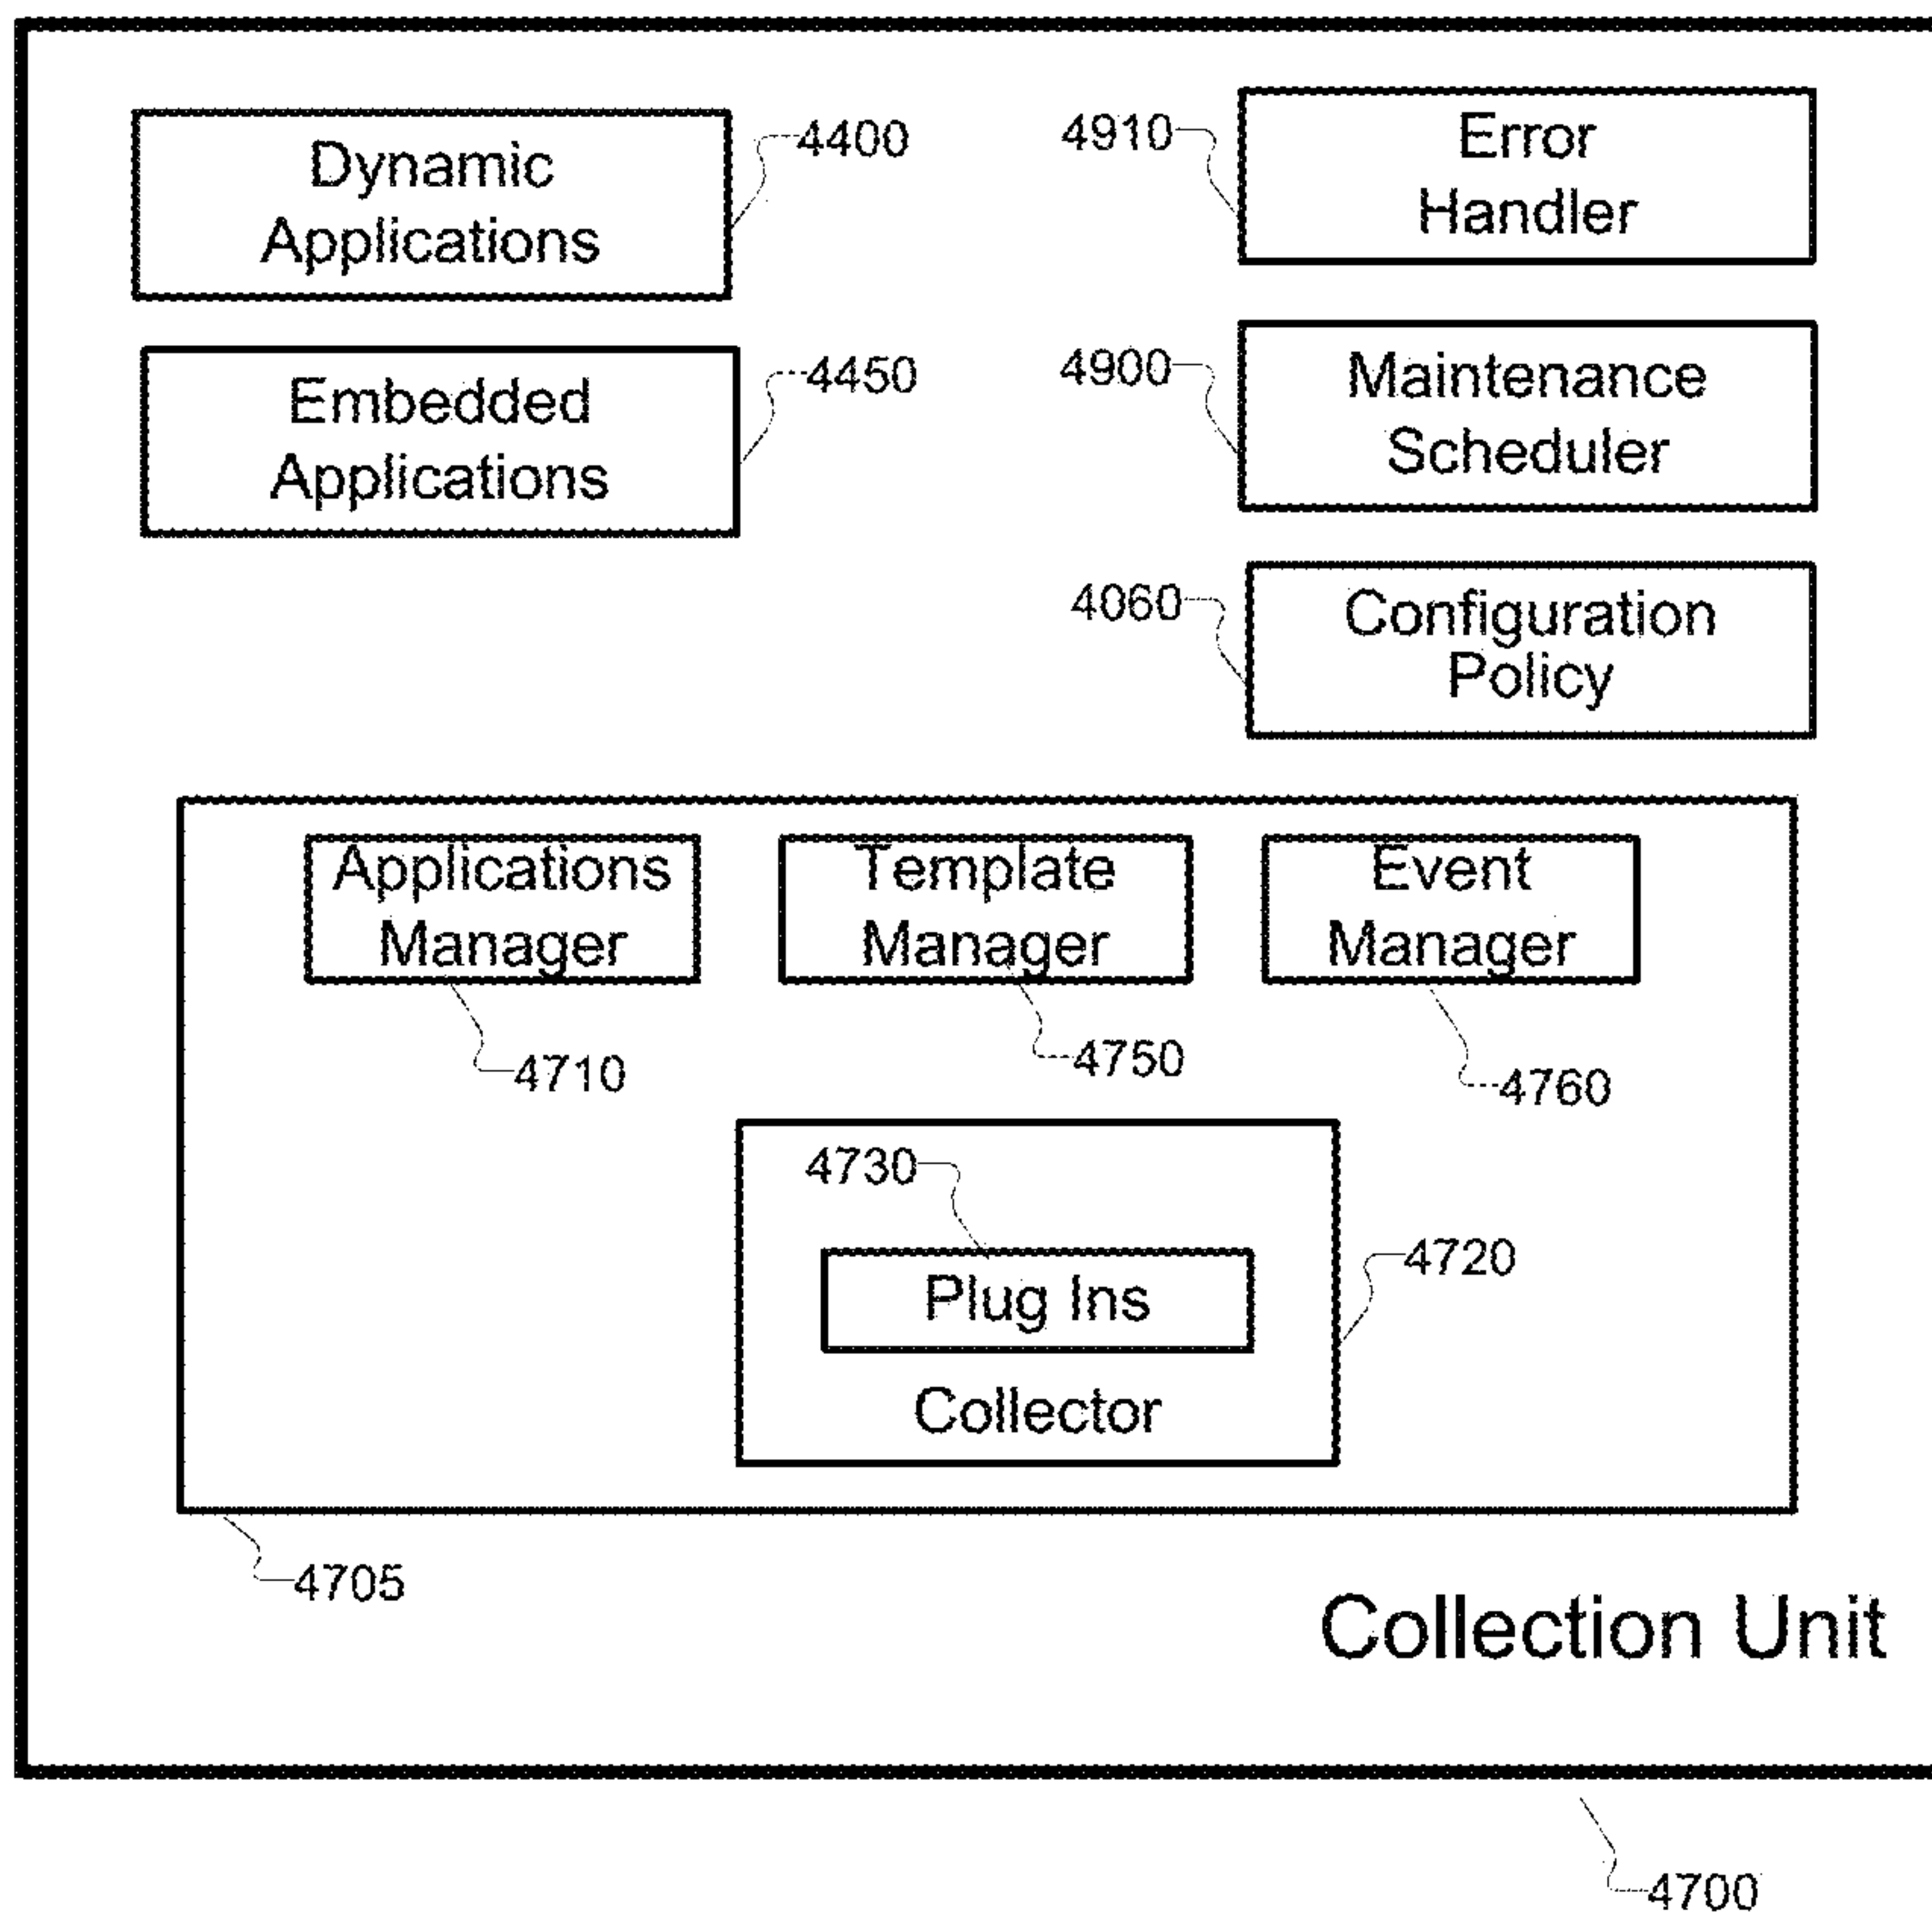 Dynamic
Applications
4400
4910
Error
Handler
Embedded
Applications
4450
4900
Maintenance
Scheduler
4060
Configuration
Policy
Applications
Manager
4710
Template
Manager
4750
Event
Manager
4760
4730
Plug Ins
Collector
4720
4705
Collection Unit
4700